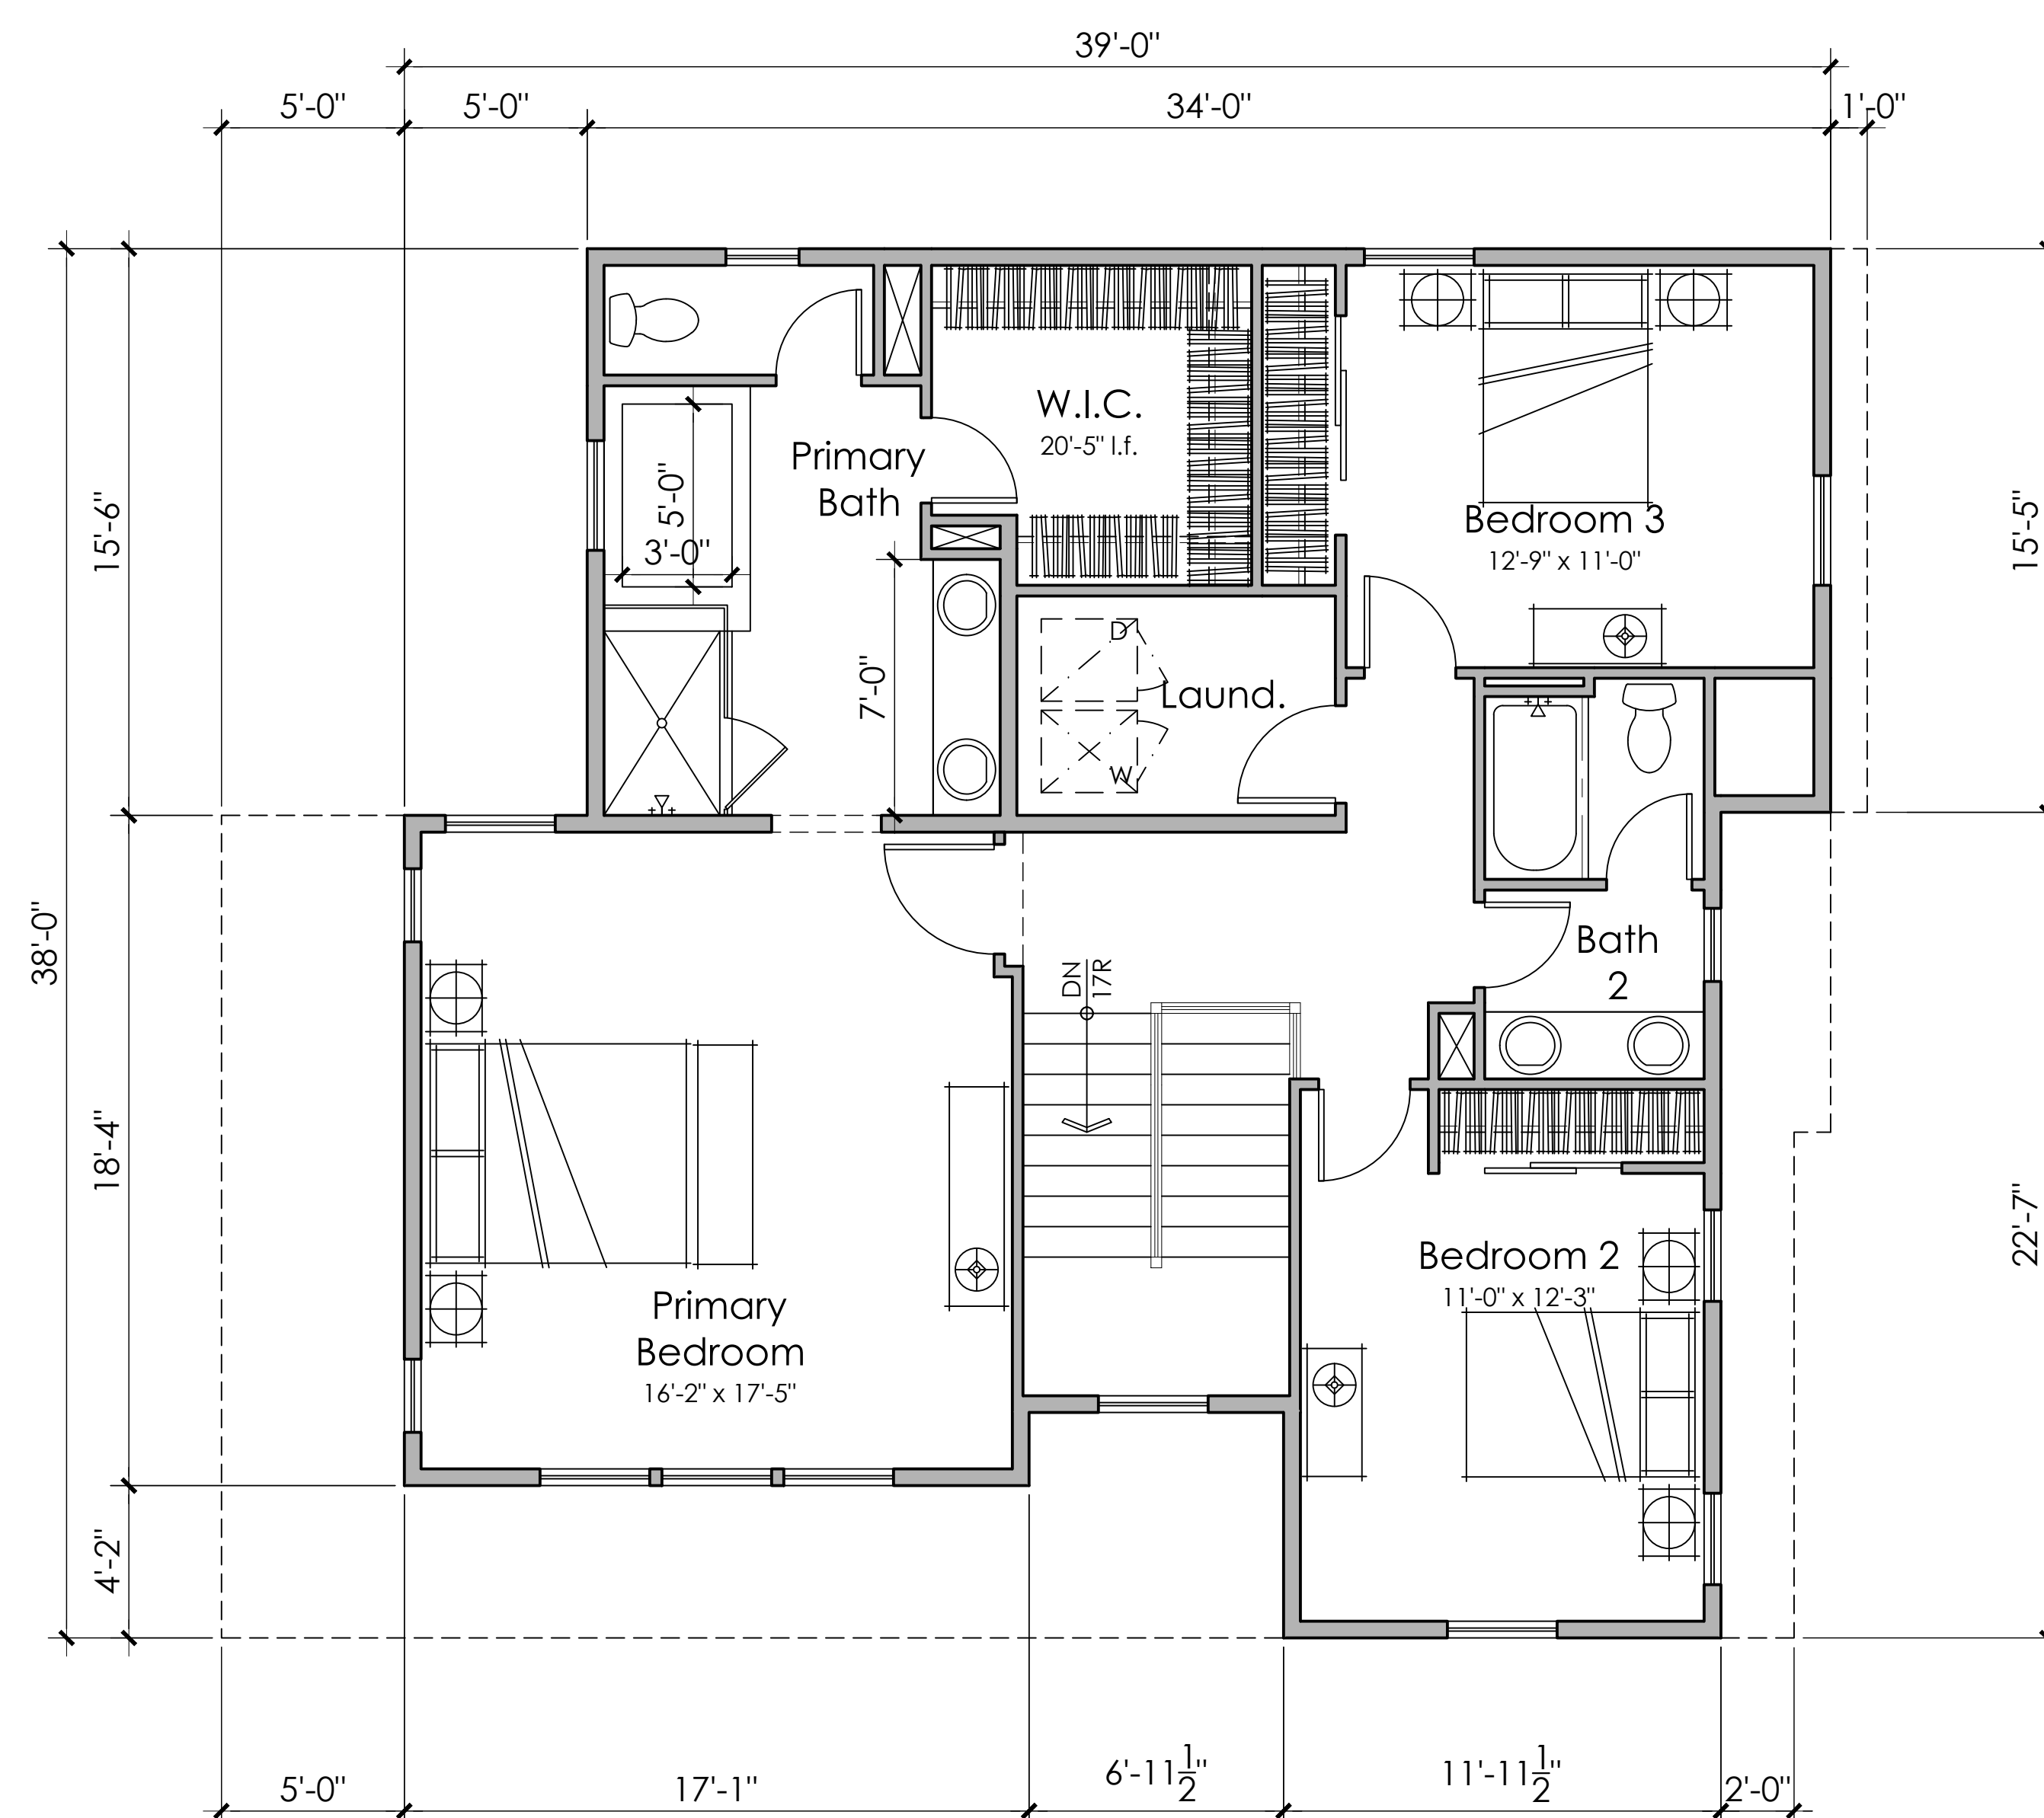 39'-0"
5'-0"
5'-0"
34'-0"
1'-0"
15'-6"
15'-5"
W.I.C.
20'-5" l.f.
Primary
Bath
5'-0"
3'-0"
Bedroom 3
12'-9" x 11'-0"
D
7'-0"
Laund.
W
38'-0"
Bath
2
DN
17R
18'-4"
22'-7"
Bedroom 2
11'-0" x 12'-3"
Primary
Bedroom
16'-2" x 17'-5"
4'-2"
5'-0"
17'-1"
6'-11 1/2"
11'-11 1/2"
2'-0"